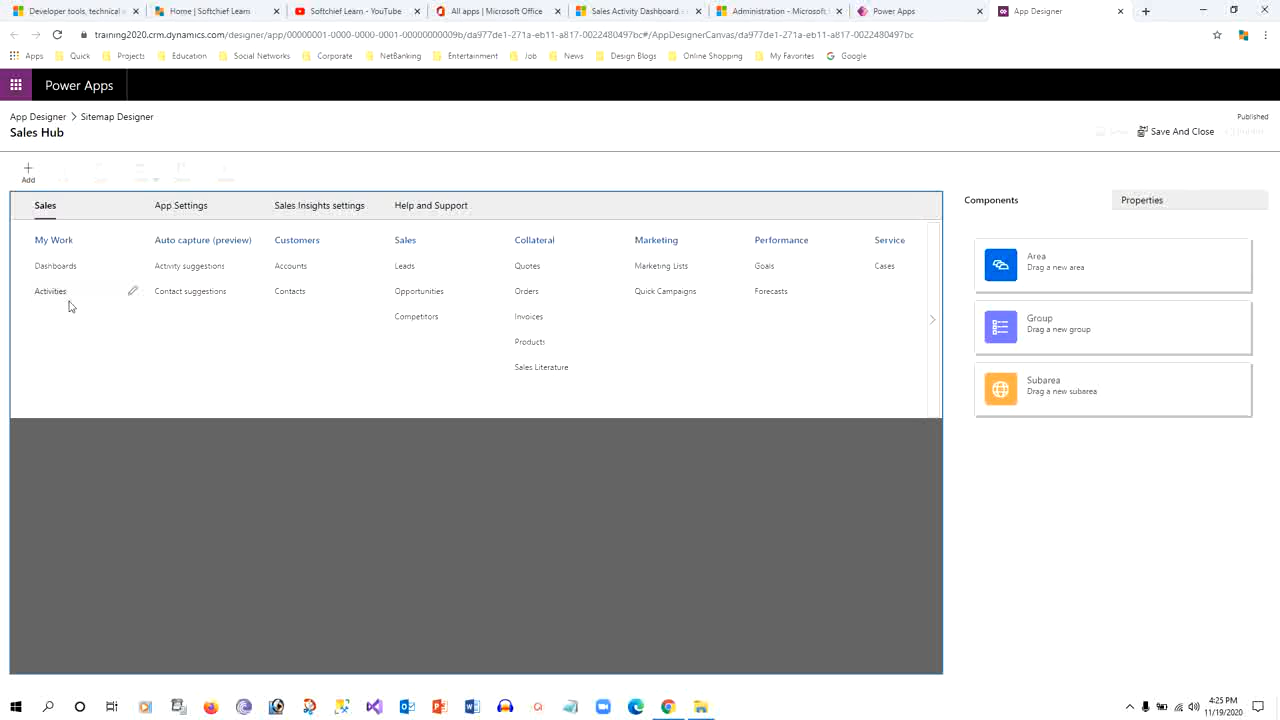 Developer tools, technical
Home | Softchief Learn
Softchief Learn - YouTube
All apps | Microsoft Office
Sales Activity Dashboard
Administration - Microsoft
Power Apps
App Designer
training2020.crm.dynamics.com/designer/app/00000001-0000-0000-0001-00000000009b/da977de1-271a-eb11-a817-0022480497bc#/AppDesignerCanvas/da977de1-271a-eb11-a817-0022480497bc
Apps Quick Projects Education Social Networks Corporate NetBanking Entertainment Job News Design Blogs Online Shopping My Favorites Google
Power Apps
App Designer > Sitemap Designer
Published
Sales Hub
Save And Close
Add
Sales App Settings Sales Insights settings Help and Support
Components Properties
My Work Auto capture (preview) Customers Sales Collateral Marketing Performance Service
Dashboards Activity suggestions Accounts Leads Quotes Marketing Lists Goals Cases
Activities Contact suggestions Contacts Opportunities Orders Quick Campaigns Forecasts
Competitors Invoices
Products
Sales Literature
Area
Drag a new area
Group
Drag a new group
Subarea
Drag a new subarea
4:25 PM
11/19/2020